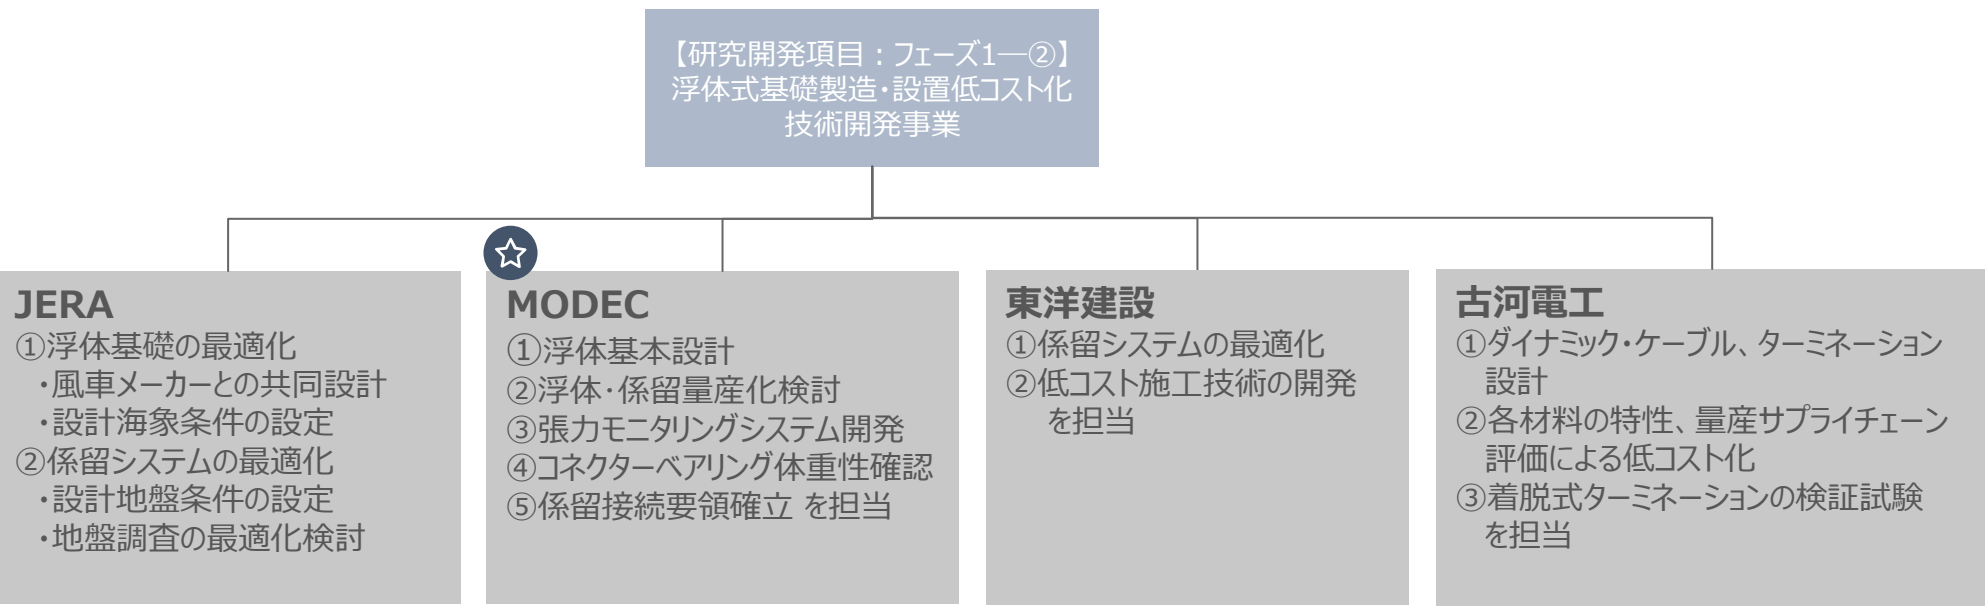 【研究開発項目：フェーズ1―②】
浮体式基礎製造・設置低コスト化
技術開発事業
JERA
①浮体基礎の最適化
・風車メーカーとの共同設計
・設計海象条件の設定
②係留システムの最適化
・設計地盤条件の設定
・地盤調査の最適化検討
MODEC
①浮体基本設計
②浮体・係留量産化検討
③張力モニタリングシステム開発
④コネクターベアリング体重性確認
⑤係留接続要領確立 を担当
東洋建設
①係留システムの最適化
②低コスト施工技術の開発
を担当
古河電工
①ダイナミック・ケーブル、ターミネーション
設計
②各材料の特性、量産サプライチェーン
評価による低コスト化
③着脱式ターミネーションの検証試験
を担当